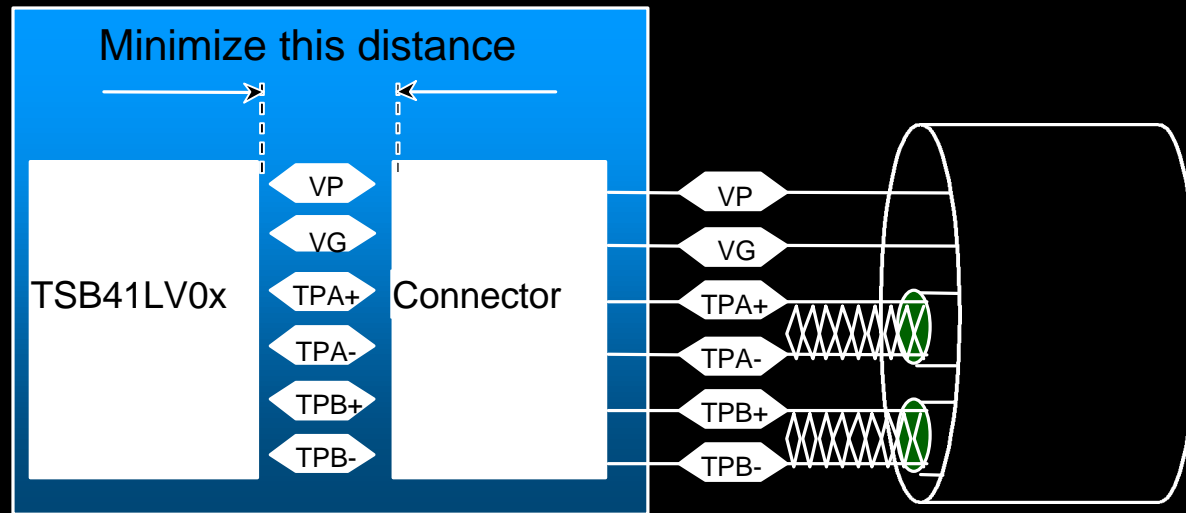 Minimize this distance
TSB41LV0x
VP
VG
TPA+
TPA-
TPB+
TPB-
Connector
VP
VG
TPA+
TPA-
TPB+
TPB-